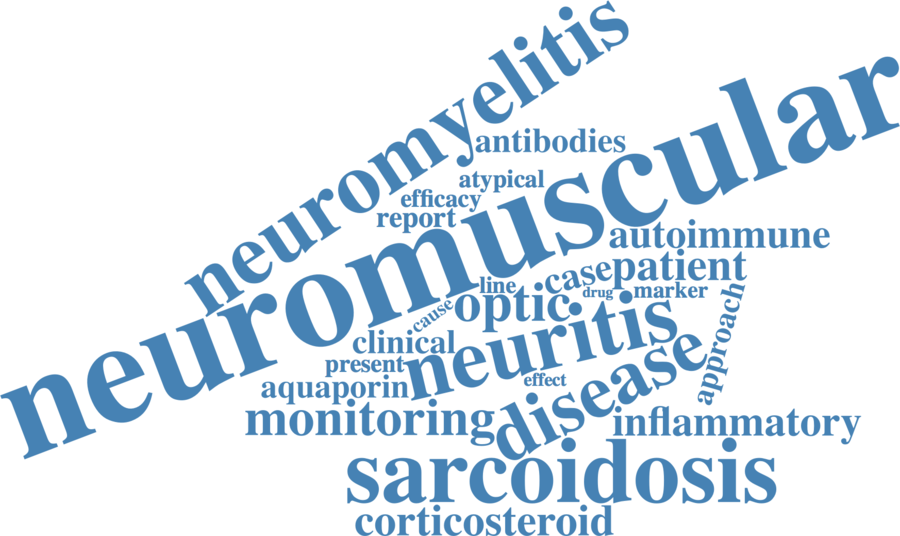 neuromyelitis
neuromuscular
antibodies
atypical
efficacy
report
autoimmune
case
patient
line
drug
marker
optic
cause
approach
clinical
neuritis
present
effect
aquaporin
disease
monitoring
inflammatory
sarcoidosis
corticosteroid